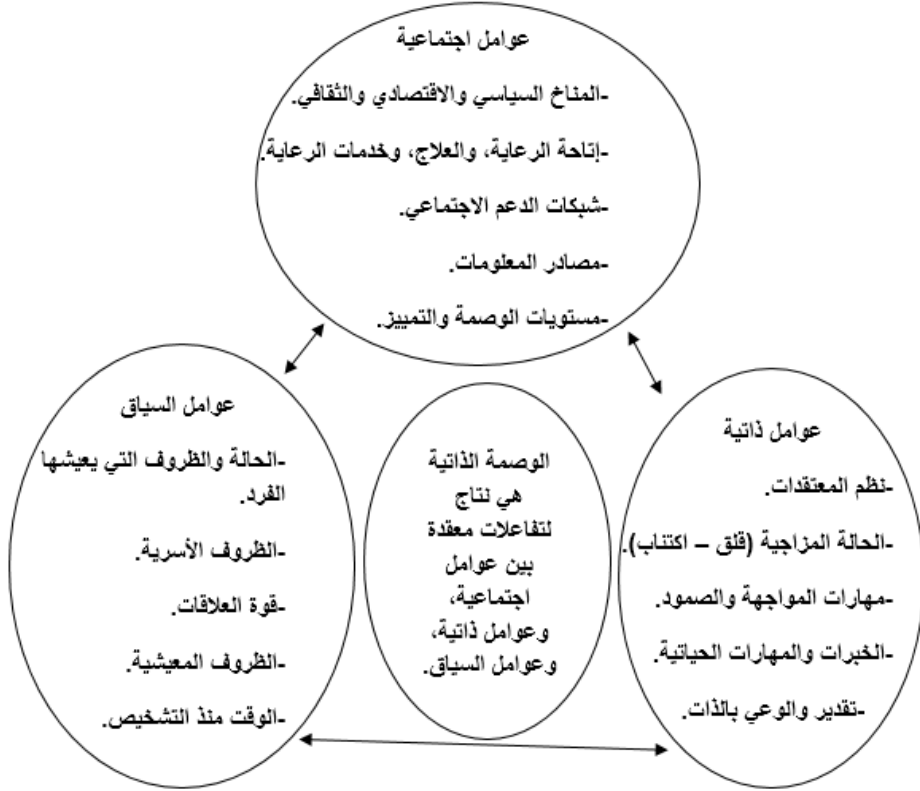 عوامل اجتماعية
-المناخ السياسي والاقتصادي والثقافي.
-إتاحة الرعاية، والعلاج، وخدمات الرعاية.
-شبكات الدعم الاجتماعي.
-مصادر المعلومات.
-مستويات الوصمة والتمييز.
عوامل ذاتية
-نظم المعتقدات.
-الحالة المزاجية (قلق – اكتئاب).
-مهارات المواجهة والصمود.
-الخبرات والمهارات الحياتية.
-تقدير والوعي بالذات.
الوصمة الذاتية
هي نتاج
لتفاعلات معقدة
بين عوامل
اجتماعية،
وعوامل ذاتية،
وعوامل السياق.
عوامل السياق
-الحالة والظروف التي يعيشها
الفرد.
-الظروف الأسرية.
-قوة العلاقات.
-الظروف المعيشية.
-الوقت منذ التشخيص.